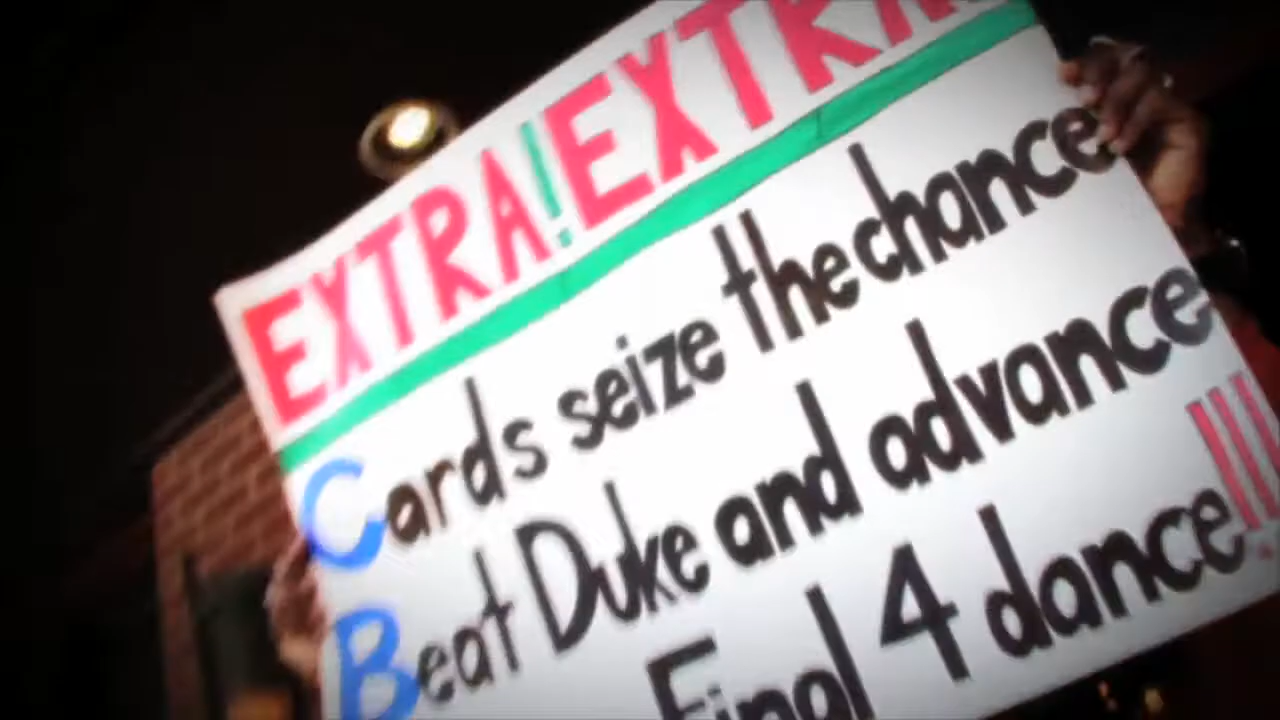 EXTRA!EXTRA
Cards seize the chance
Beat Duke and advance
Final 4 dance!!!